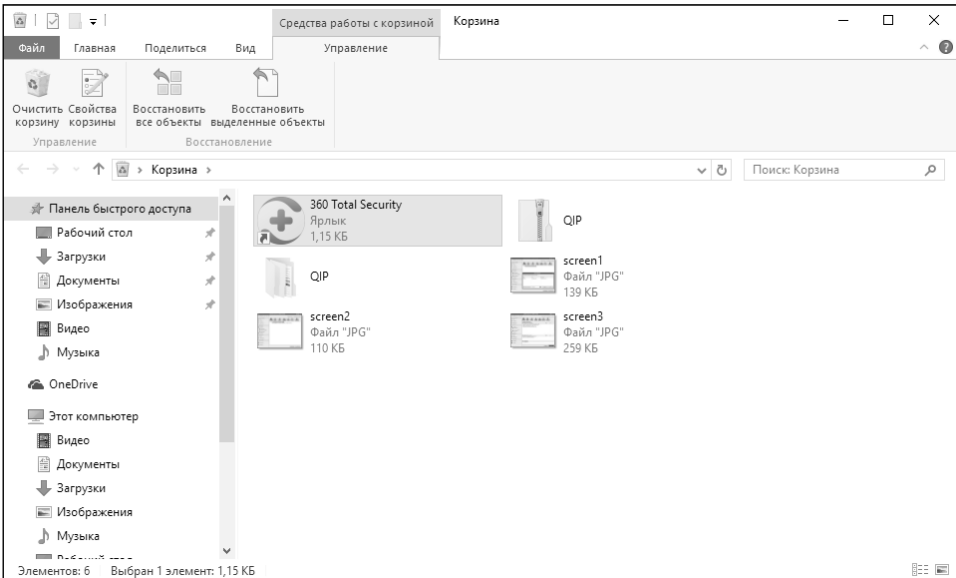 Средства работы с корзиной
Корзина
Файл
Главная
Поделиться
Вид
Управление
Очистить корзину
Свойства корзины
Восстановить все объекты
Восстановить выделенные объекты
Управление
Восстановление
Корзина
Поиск: Корзина
Панель быстрого доступа
Рабочий стол
Загрузки
Документы
Изображения
Видео
Музыка
OneDrive
Этот компьютер
Видео
Документы
Загрузки
Изображения
Музыка
360 Total Security
Ярлык
1,15 КБ
QIP
QIP
screen1
Файл "JPG"
139 КБ
screen2
Файл "JPG"
110 КБ
screen3
Файл "JPG"
259 КБ
Элементов: 6
Выбран 1 элемент: 1,15 КБ